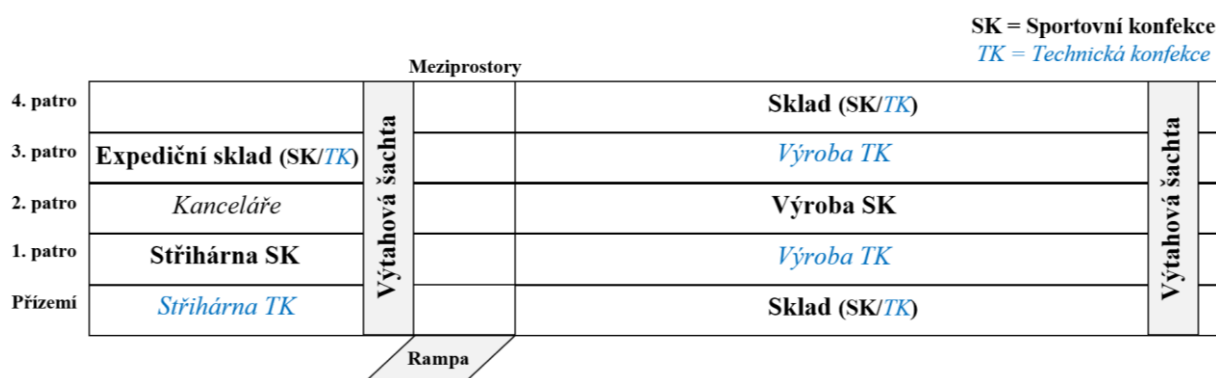 SK = Sportovní konfekce
TK = Technická konfekce
Meziprostory
4. patro
Sklad (SK/TK)
3. patro
Expediční sklad (SK/TK)
Výroba TK
2. patro
Kanceláře
Výroba SK
1. patro
Střihárna SK
Výroba TK
Přízemí
Střihárna TK
Sklad (SK/TK)
Výtahová šachta
Výtahová šachta
Rampa